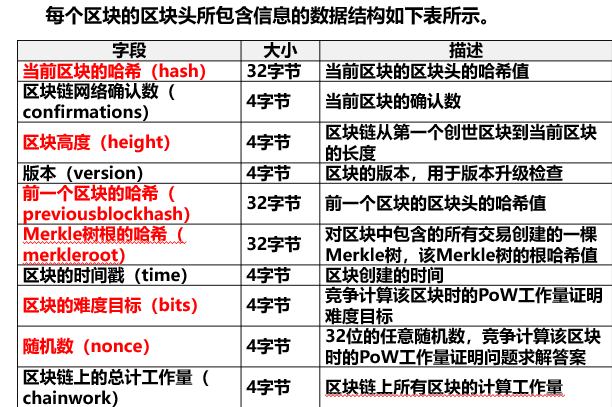 每个区块的区块头所包含信息的数据结构如下表所示。
字段 大小 描述
当前区块的哈希（hash） 32字节 当前区块的区块头的哈希值
区块链网络确认数（
confirmations） 4字节 当前区块的确认数
区块高度（height） 4字节 区块链从第一个创世区块到当前区块
的长度
版本（version） 4字节 区块的版本，用于版本升级检查
前一个区块的哈希（
previousblockhash） 32字节 前一个区块的区块头的哈希值
Merkle树根的哈希（
merkleroot） 32字节 对区块中包含的所有交易创建的一棵
Merkle树，该Merkle树的根哈希值
区块的时间戳（time） 4字节 区块创建的时间
区块的难度目标（bits） 4字节 竞争计算该区块时的PoW工作量证明
难度目标
随机数（nonce） 4字节 32位的任意随机数，竞争计算该区块
时的PoW工作量证明问题求解答案
区块链上的总计工作量（
chainwork） 4字节 区块链上所有区块的计算工作量